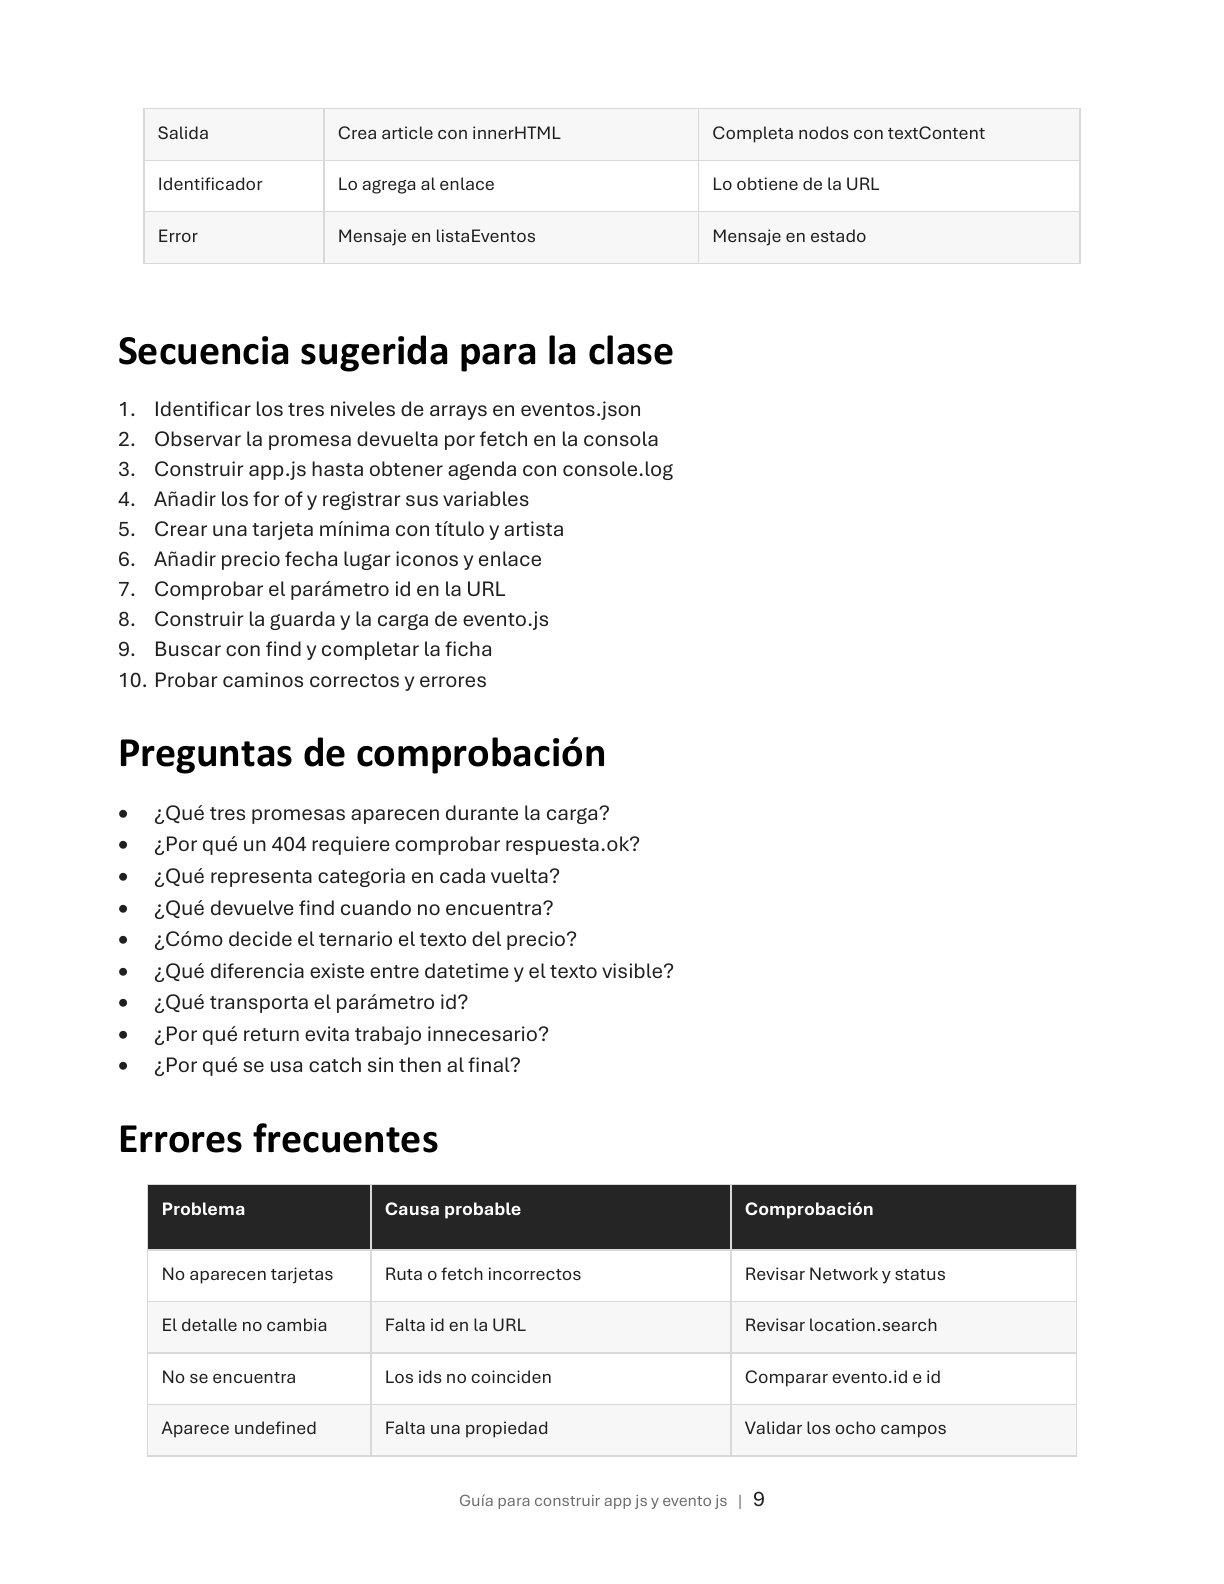 Salida Crea article con innerHTML Completa nodos con textContent
Identificador Lo agrega al enlace Lo obtiene de la URL
Error Mensaje en listaEventos Mensaje en estado
Secuencia sugerida para la clase
1. Identificar los tres niveles de arrays en eventos.json
2. Observar la promesa devuelta por fetch en la consola
3. Construir app.js hasta obtener agenda con console.log
4. Añadir los for of y registrar sus variables
5. Crear una tarjeta mínima con título y artista
6. Añadir precio fecha lugar iconos y enlace
7. Comprobar el parámetro id en la URL
8. Construir la guarda y la carga de evento.js
9. Buscar con find y completar la ficha
10. Probar caminos correctos y errores
Preguntas de comprobación
• ¿Qué tres promesas aparecen durante la carga?
• ¿Por qué un 404 requiere comprobar respuesta.ok?
• ¿Qué representa categoria en cada vuelta?
• ¿Qué devuelve find cuando no encuentra?
• ¿Cómo decide el ternario el texto del precio?
• ¿Qué diferencia existe entre datetime y el texto visible?
• ¿Qué transporta el parámetro id?
• ¿Por qué return evita trabajo innecesario?
• ¿Por qué se usa catch sin then al final?
Errores frecuentes
Problema Causa probable Comprobación
No aparecen tarjetas Ruta o fetch incorrectos Revisar Network y status
El detalle no cambia Falta id en la URL Revisar location.search
No se encuentra Los ids no coinciden Comparar evento.id e id
Aparece undefined Falta una propiedad Validar los ocho campos
Guía para construir app js y evento js | 9